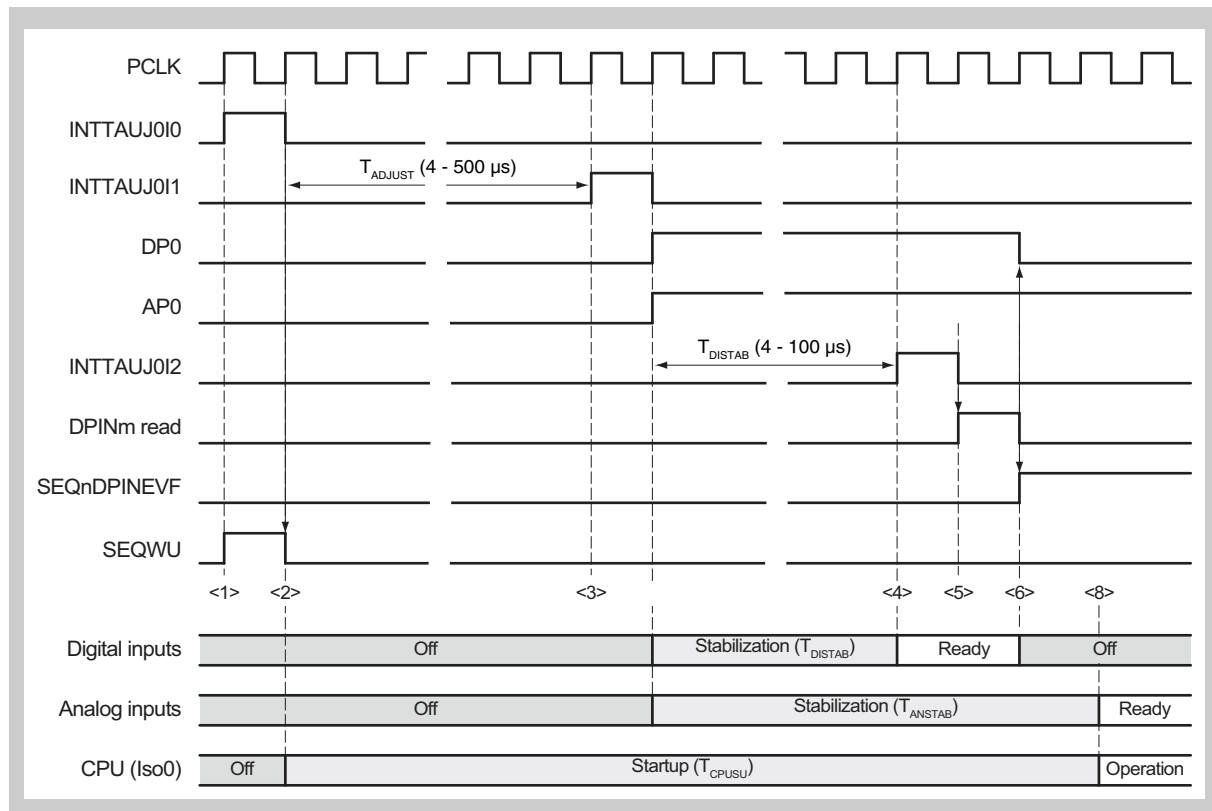 PCLK
INTTAUJ0I0
T_ADJUST (4 - 500 µs)
INTTAUJ0I1
DP0
AP0
T_DISTAB (4 - 100 µs)
INTTAUJ0I2
DPINm read
SEQnDPINEVF
SEQWU
<1> <2> <3> <4> <5> <6> <8>
Digital inputs Off Stabilization (T_DISTAB) Ready Off
Analog inputs Off Stabilization (T_ANSTAB) Ready
CPU (Iso0) Off Startup (T_CPUSU) Operation